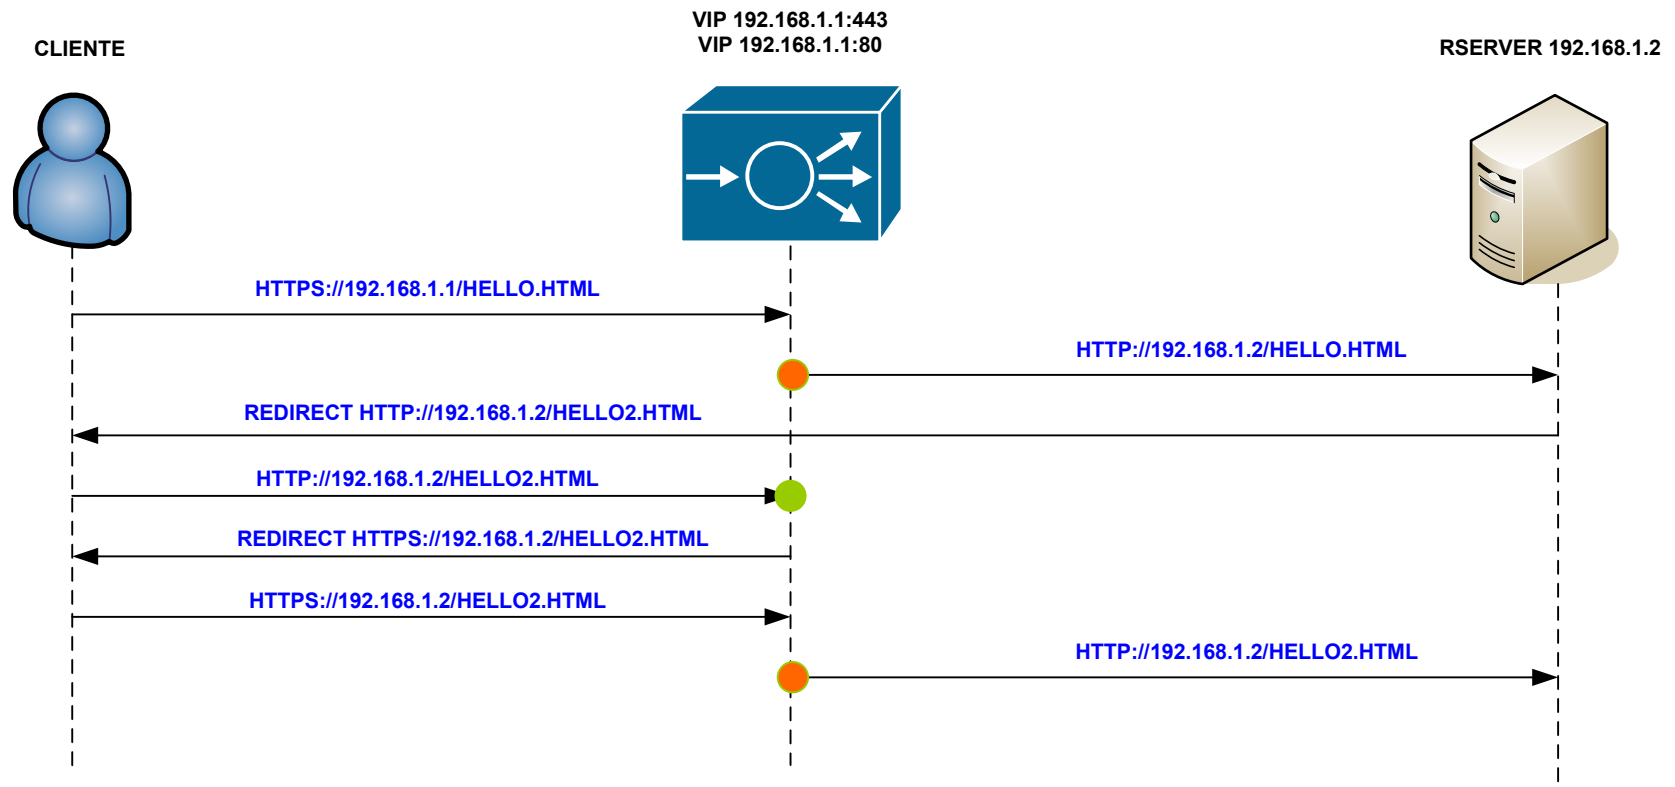 VIP 192.168.1.1:443
VIP 192.168.1.1:80
CLIENTE
RSERVER 192.168.1.2
HTTPS://192.168.1.1/HELLO.HTML
HTTP://192.168.1.2/HELLO.HTML
REDIRECT HTTP://192.168.1.2/HELLO2.HTML
HTTP://192.168.1.2/HELLO2.HTML
REDIRECT HTTPS://192.168.1.2/HELLO2.HTML
HTTPS://192.168.1.2/HELLO2.HTML
HTTP://192.168.1.2/HELLO2.HTML